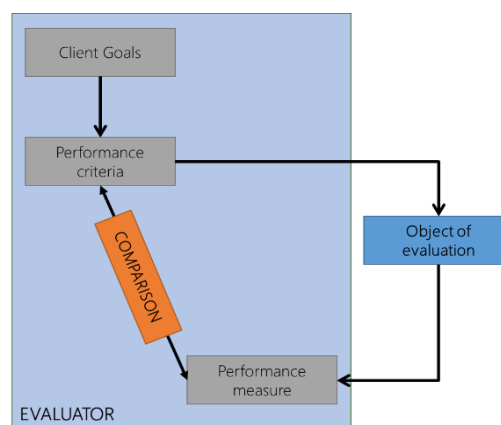 Client Goals
Performance
criteria
Object of
evaluation
COMPARISON
Performance
measure
EVALUATOR